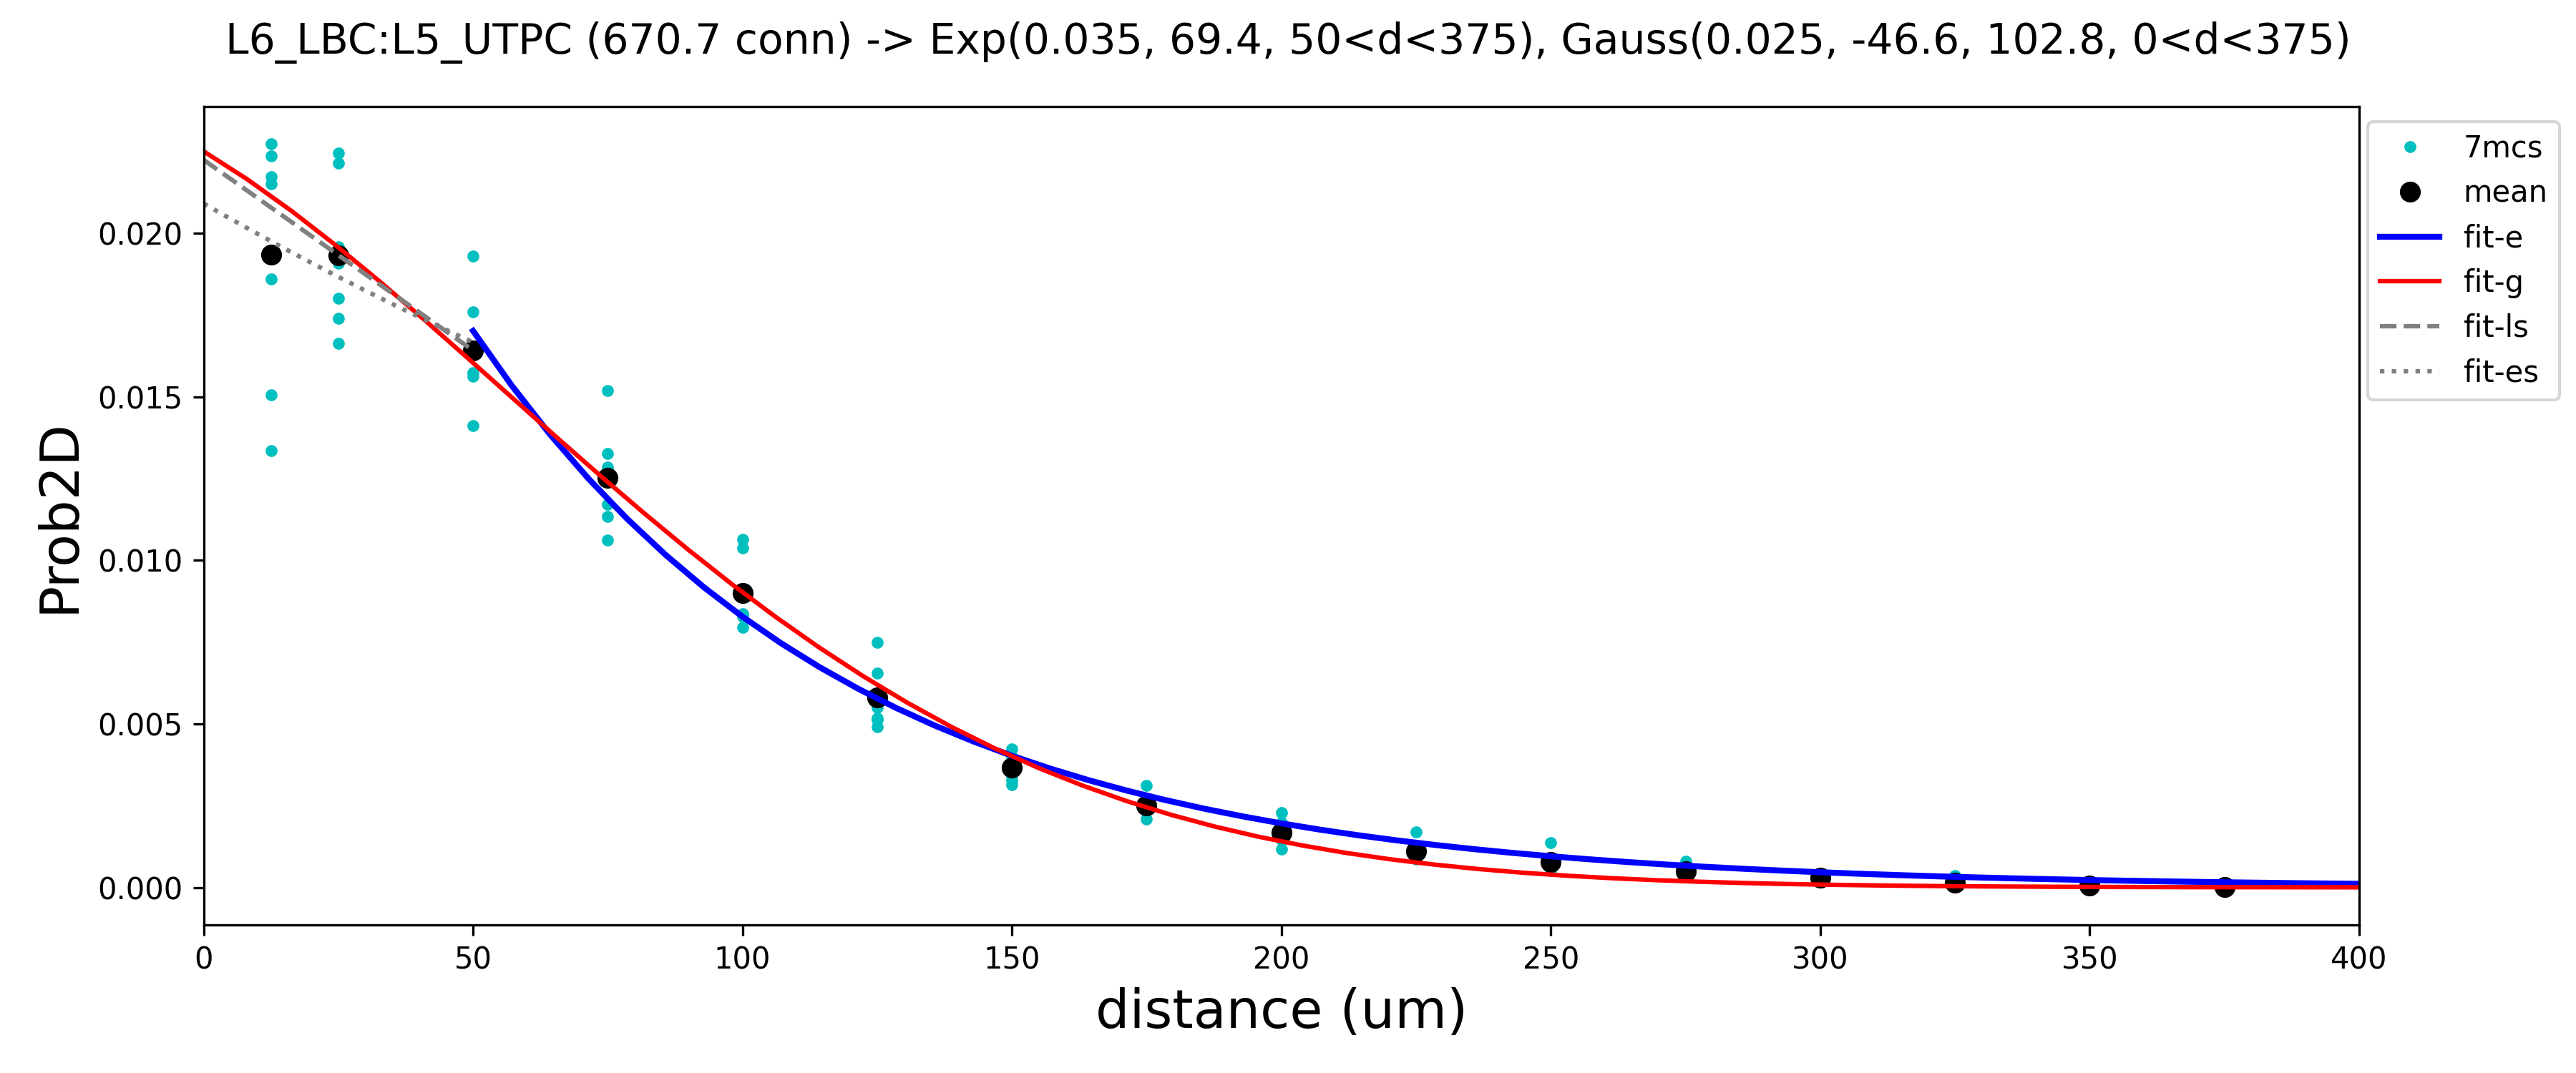 L6_LBC:L5_UTPC (670.7 conn) -> Exp(0.035, 69.4, 50<d<375), Gauss(0.025, -46.6, 102.8, 0<d<375)
7mcs
mean
fit-e
fit-g
fit-ls
fit-es
Prob2D
0.020
0.015
0.010
0.005
0.000
0 50 100 150 200 250 300 350 400
distance (um)